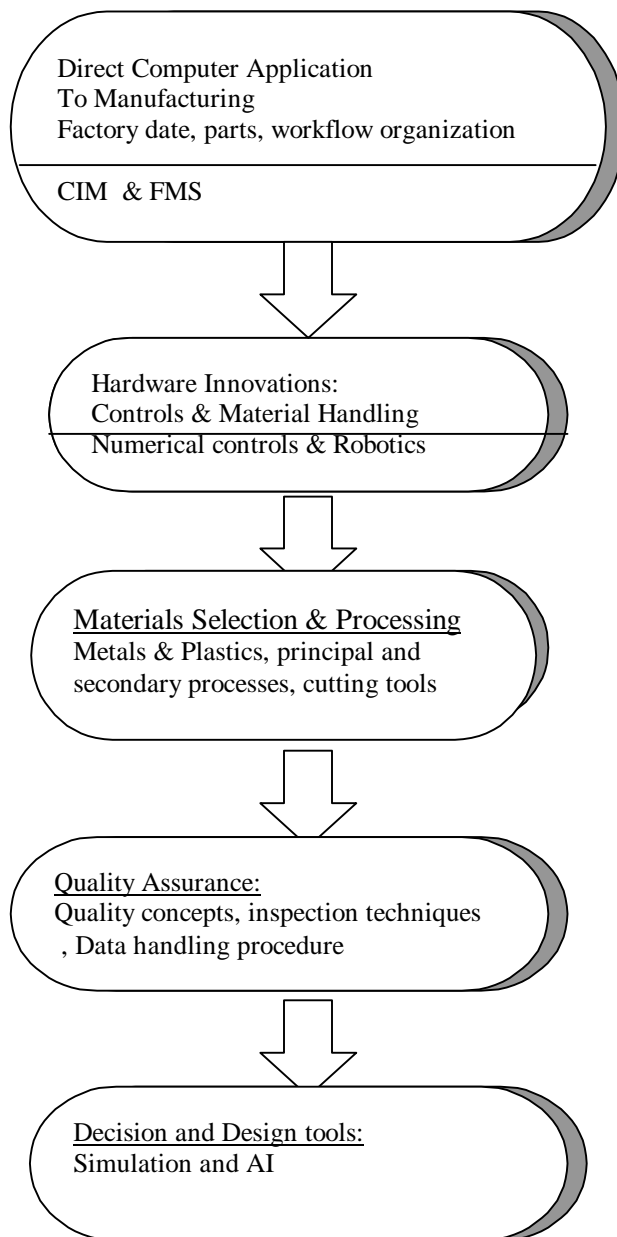 Direct Computer Application
To Manufacturing
Factory date, parts, workflow organization
CIM & FMS
Hardware Innovations:
Controls & Material Handling
Numerical controls & Robotics
Materials Selection & Processing
Metals & Plastics, principal and
secondary processes, cutting tools
Quality Assurance:
Quality concepts, inspection techniques
, Data handling procedure
Decision and Design tools:
Simulation and AI